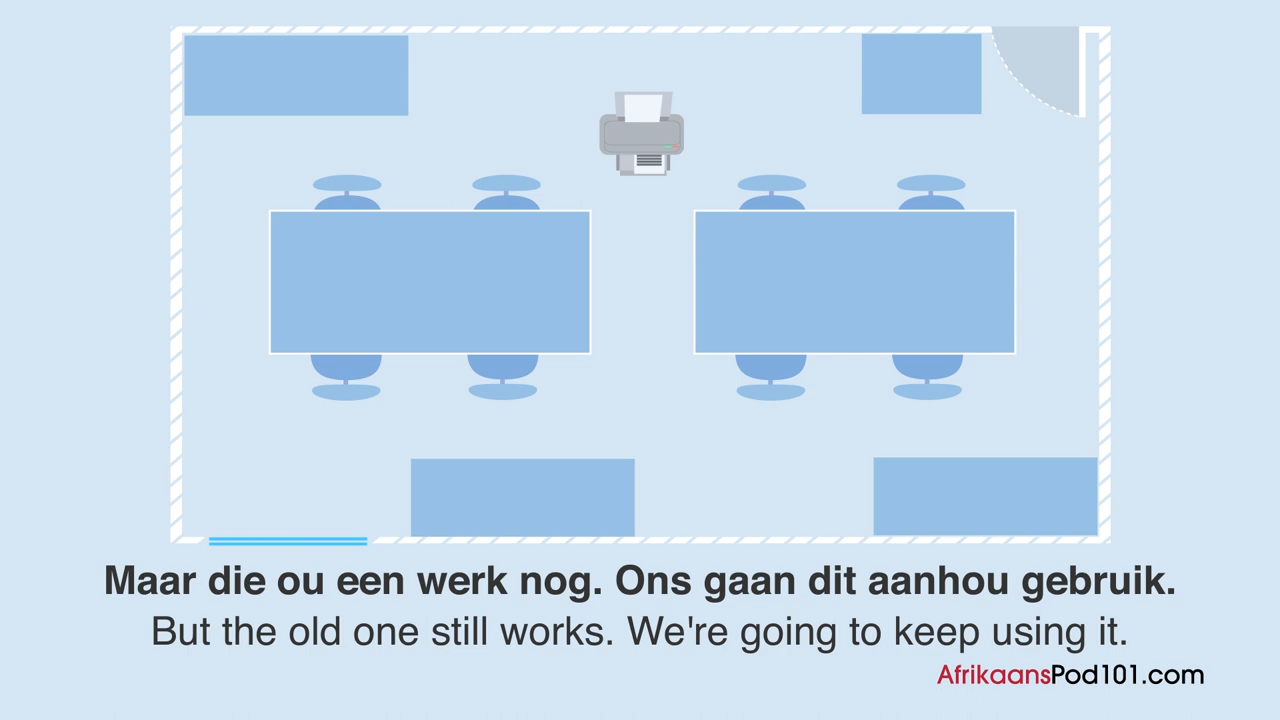 Maar die ou een werk nog. Ons gaan dit aanhou gebruik.
But the old one still works. We're going to keep using it.
AfrikaansPod101.com